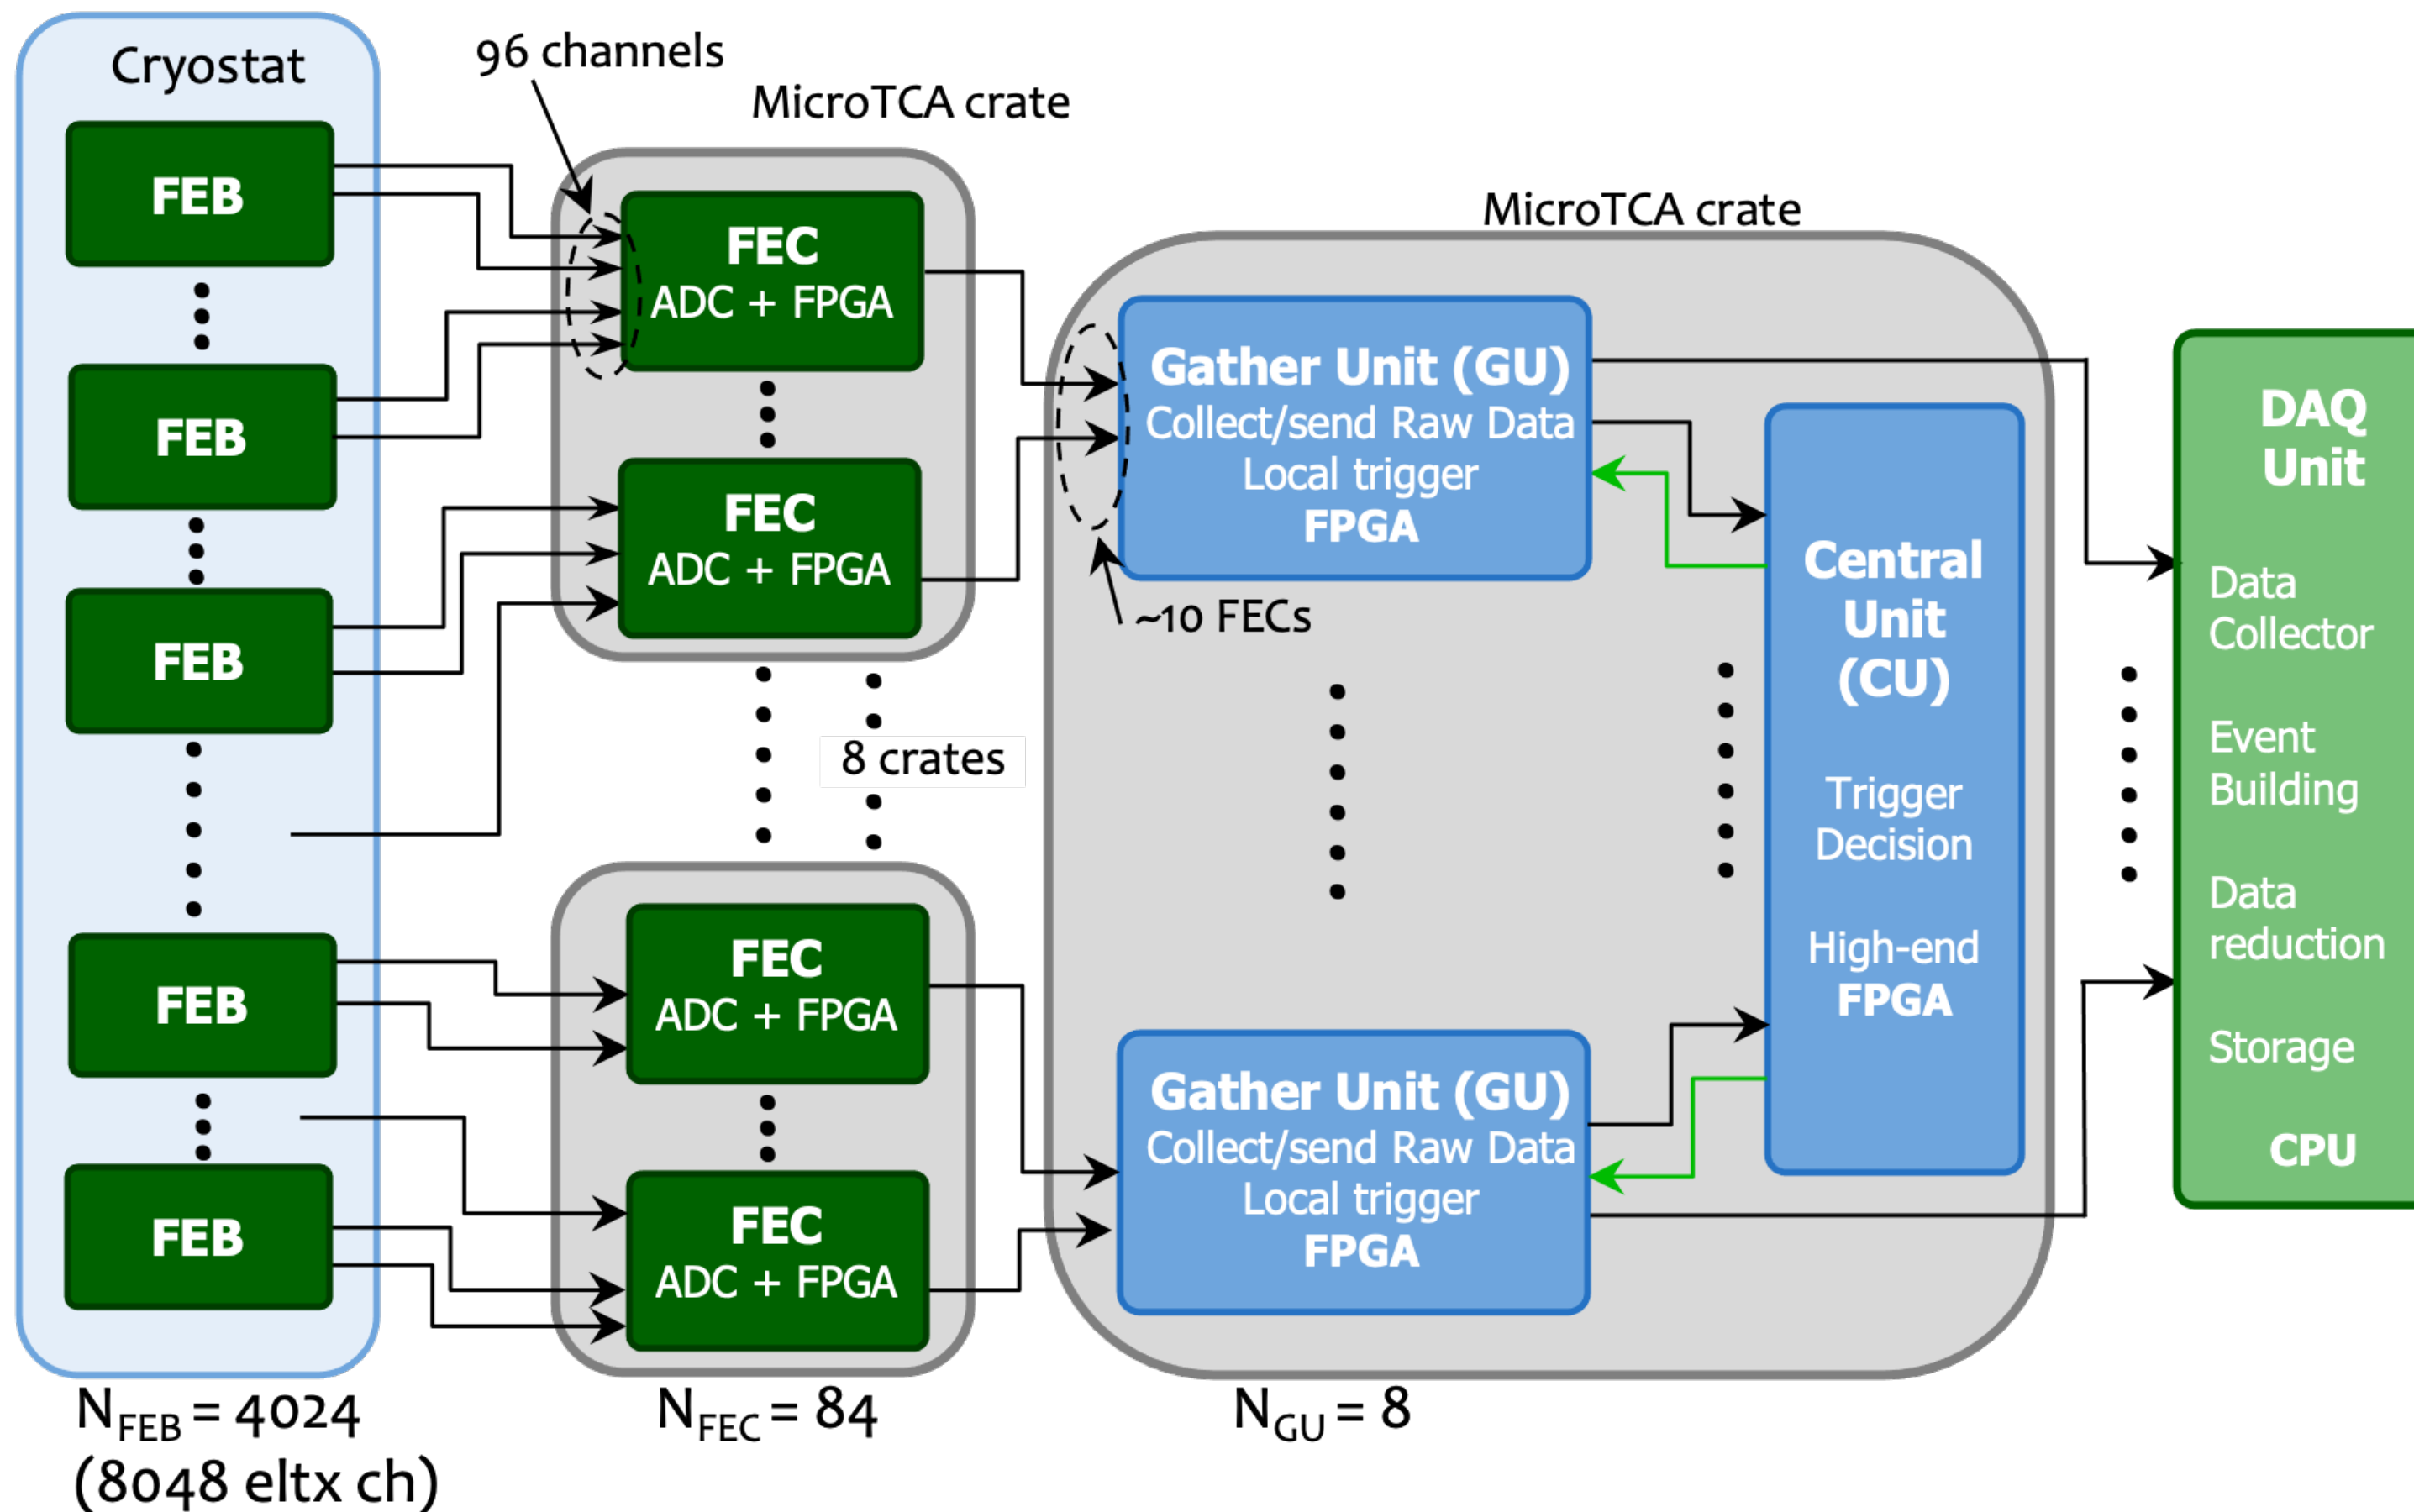 Cryostat
FEB
FEB
FEB
FEB
FEB
N_FEB = 4024
(8048 eltx ch)
96 channels
MicroTCA crate
FEC
ADC + FPGA
FEC
ADC + FPGA
8 crates
FEC
ADC + FPGA
FEC
ADC + FPGA
N_FEC = 84
MicroTCA crate
Gather Unit (GU)
Collect/send Raw Data
Local trigger
FPGA
~10 FECs
Gather Unit (GU)
Collect/send Raw Data
Local trigger
FPGA
N_GU = 8
Central
Unit
(CU)
Trigger
Decision
High-end
FPGA
DAQ
Unit
Data
Collector
Event
Building
Data
reduction
Storage
CPU